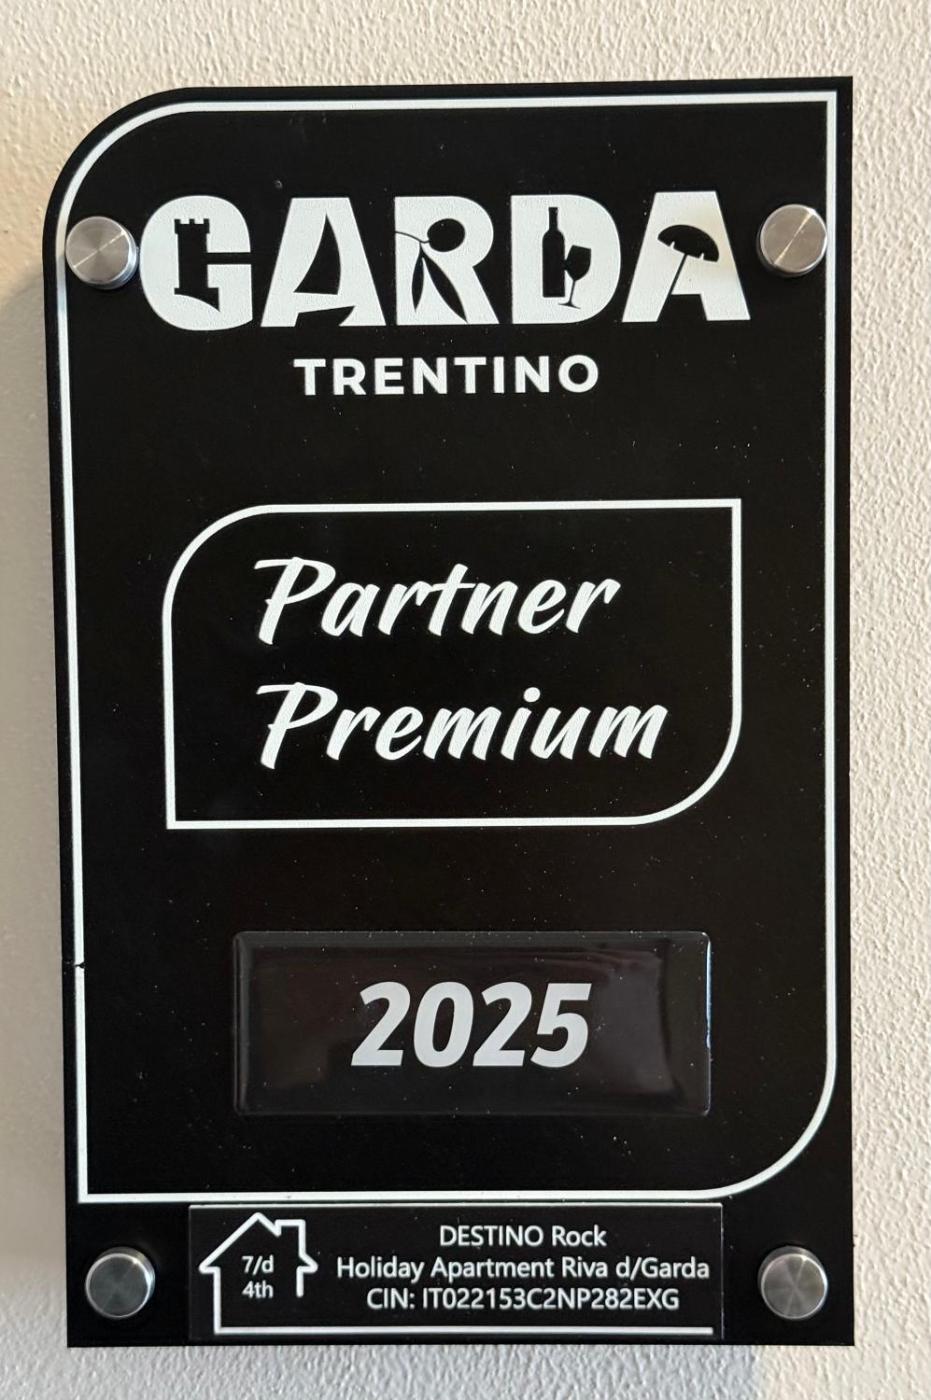 GARDA
TRENTINO
Partner
Premium
2025
7/d
4th
DESTINO Rock
Holiday Apartment Riva d/Garda
CIN: IT022153C2NP282EXG